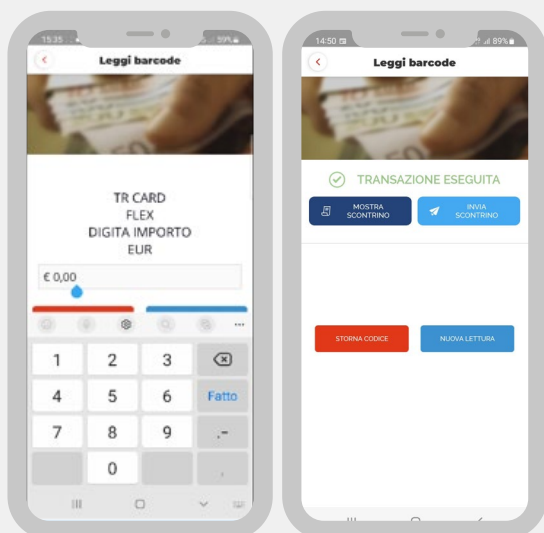 15:35
59%
Leggi barcode
TR CARD
FLEX
DIGITA IMPORTO
EUR
€ 0,00
1 2 3
4 5 6 Fatto
7 8 9 .-
0 ,
14:50
89%
Leggi barcode
TRANSAZIONE ESEGUITA
MOSTRA
SCONTRINO
INVIA
SCONTRINO
STORNA CODICE
NUOVA LETTURA